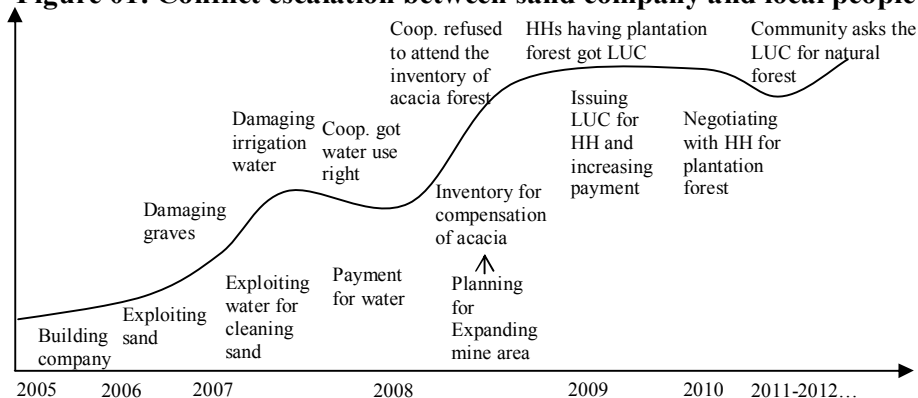 Figure 01: Conflict escalation between sand company and local people
Coop. refused
to attend the
inventory of
acacia forest
HHs having plantation
forest got LUC
Community asks the
LUC for natural
forest
Damaging
irrigation
water
Coop. got
water use
right
Issuing
LUC for
HH and
increasing
payment
Negotiating
with HH for
plantation
forest
Damaging
graves
Inventory for
compensation
of acacia
Building
company
Exploiting
sand
Exploiting
water for
cleaning
sand
Payment
for water
Planning
for
Expanding
mine area
2005
2006
2007
2008
2009
2010
2011-2012…